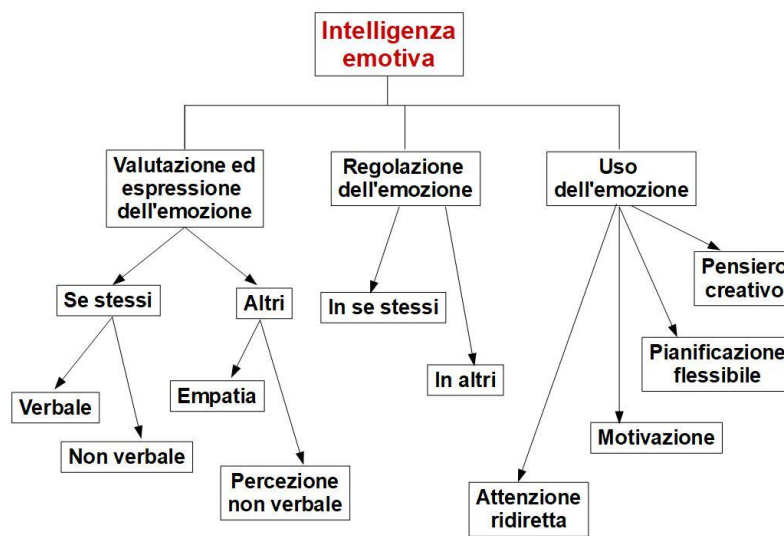 Intelligenza
emotiva
Valutazione ed
espressione
dell'emozione
Regolazione
dell'emozione
Uso
dell'emozione
Se stessi
Altri
In se stessi
Pensiero
creativo
Verbale
Empatia
In altri
Pianificazione
flessibile
Non verbale
Motivazione
Percezione
non verbale
Attenzione
ridiretta